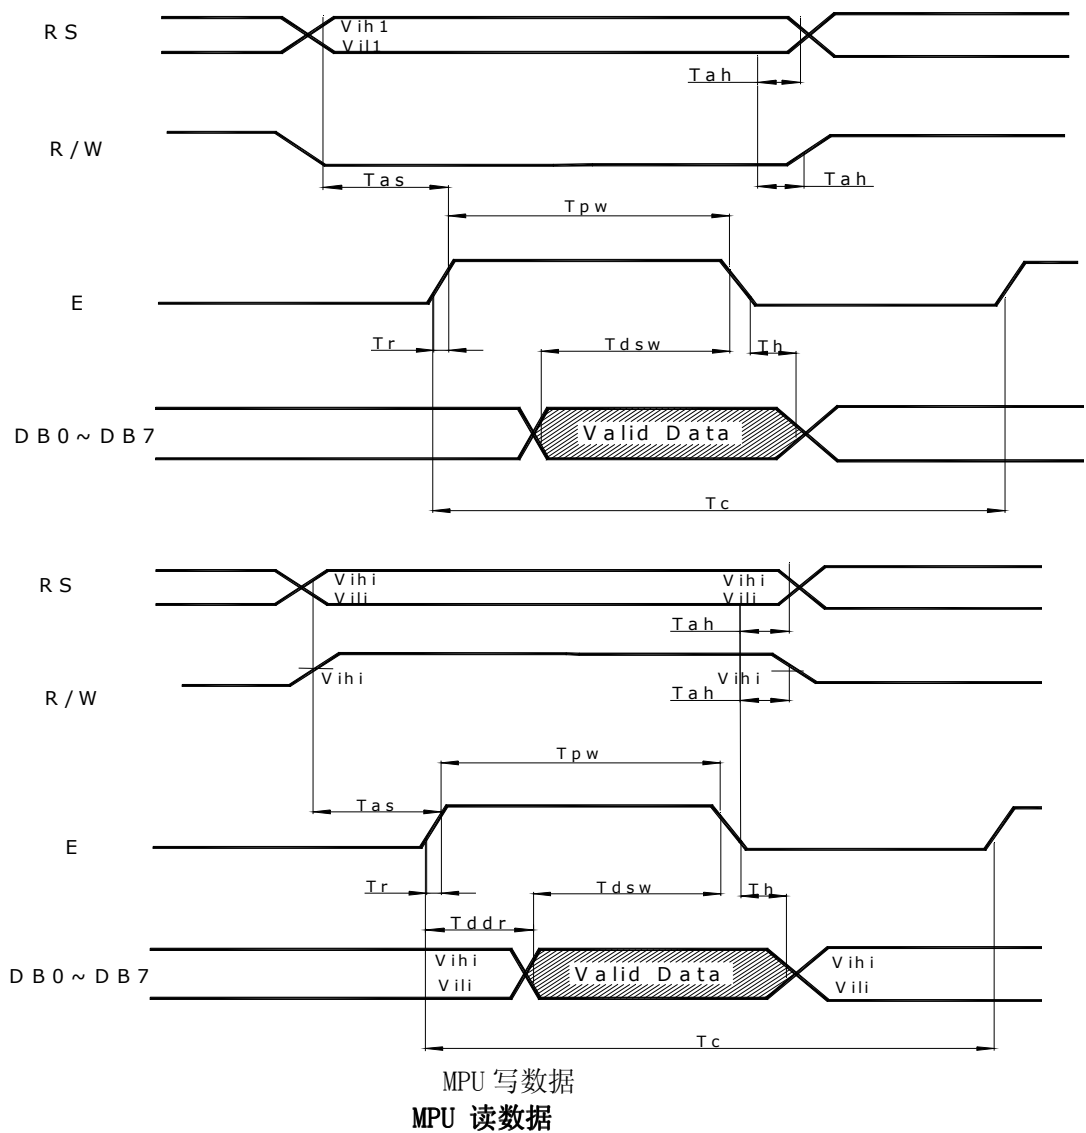 RS
Vih1
Vil1
Tah
R/W
Tas
Tah
Tpw
E
Tr
Tdsw
Th
DB0~DB7
Valid Data
Tc
RS
Vihi
Vili
Vihi
Vili
Tah
R/W
Vihi
Vihi
Tah
Tpw
Tas
E
Tr
Tdsw
Th
Tddr
DB0~DB7
Vihi
Vili
Valid Data
Vihi
Vili
Tc
MPU 写数据
MPU 读数据